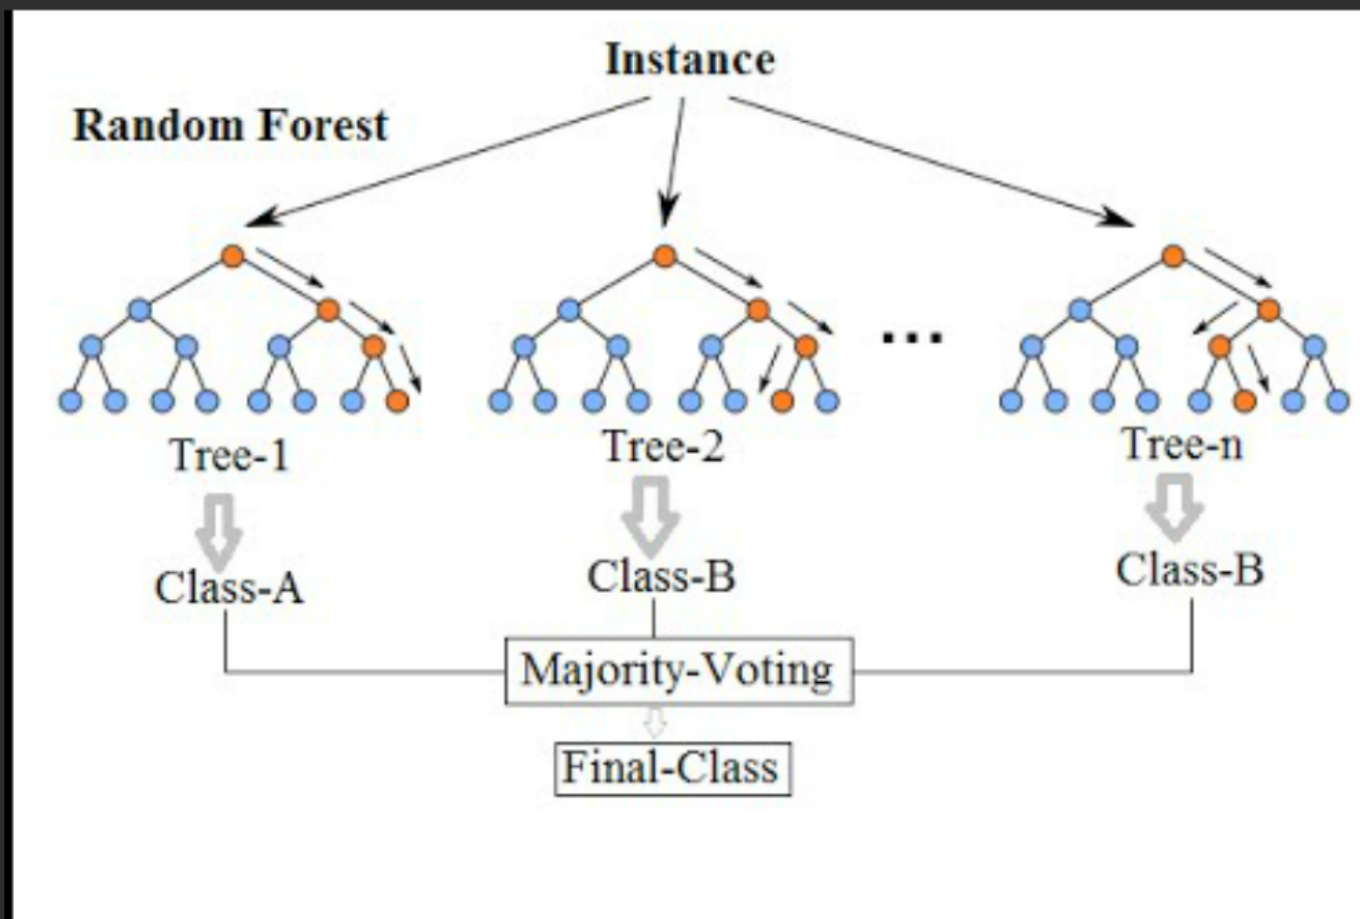 Instance
Random Forest
...
Tree-1
Tree-2
Tree-n
Class-A
Class-B
Class-B
Majority-Voting
Final-Class